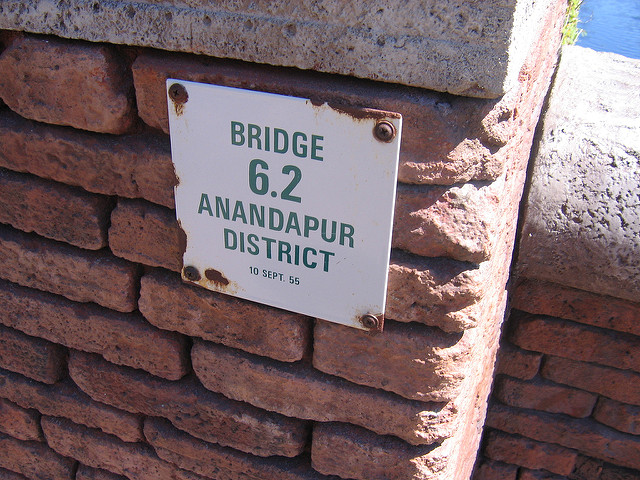 BRIDGE
6.2
ANANDAPUR
DISTRICT
10 SEPT. 55